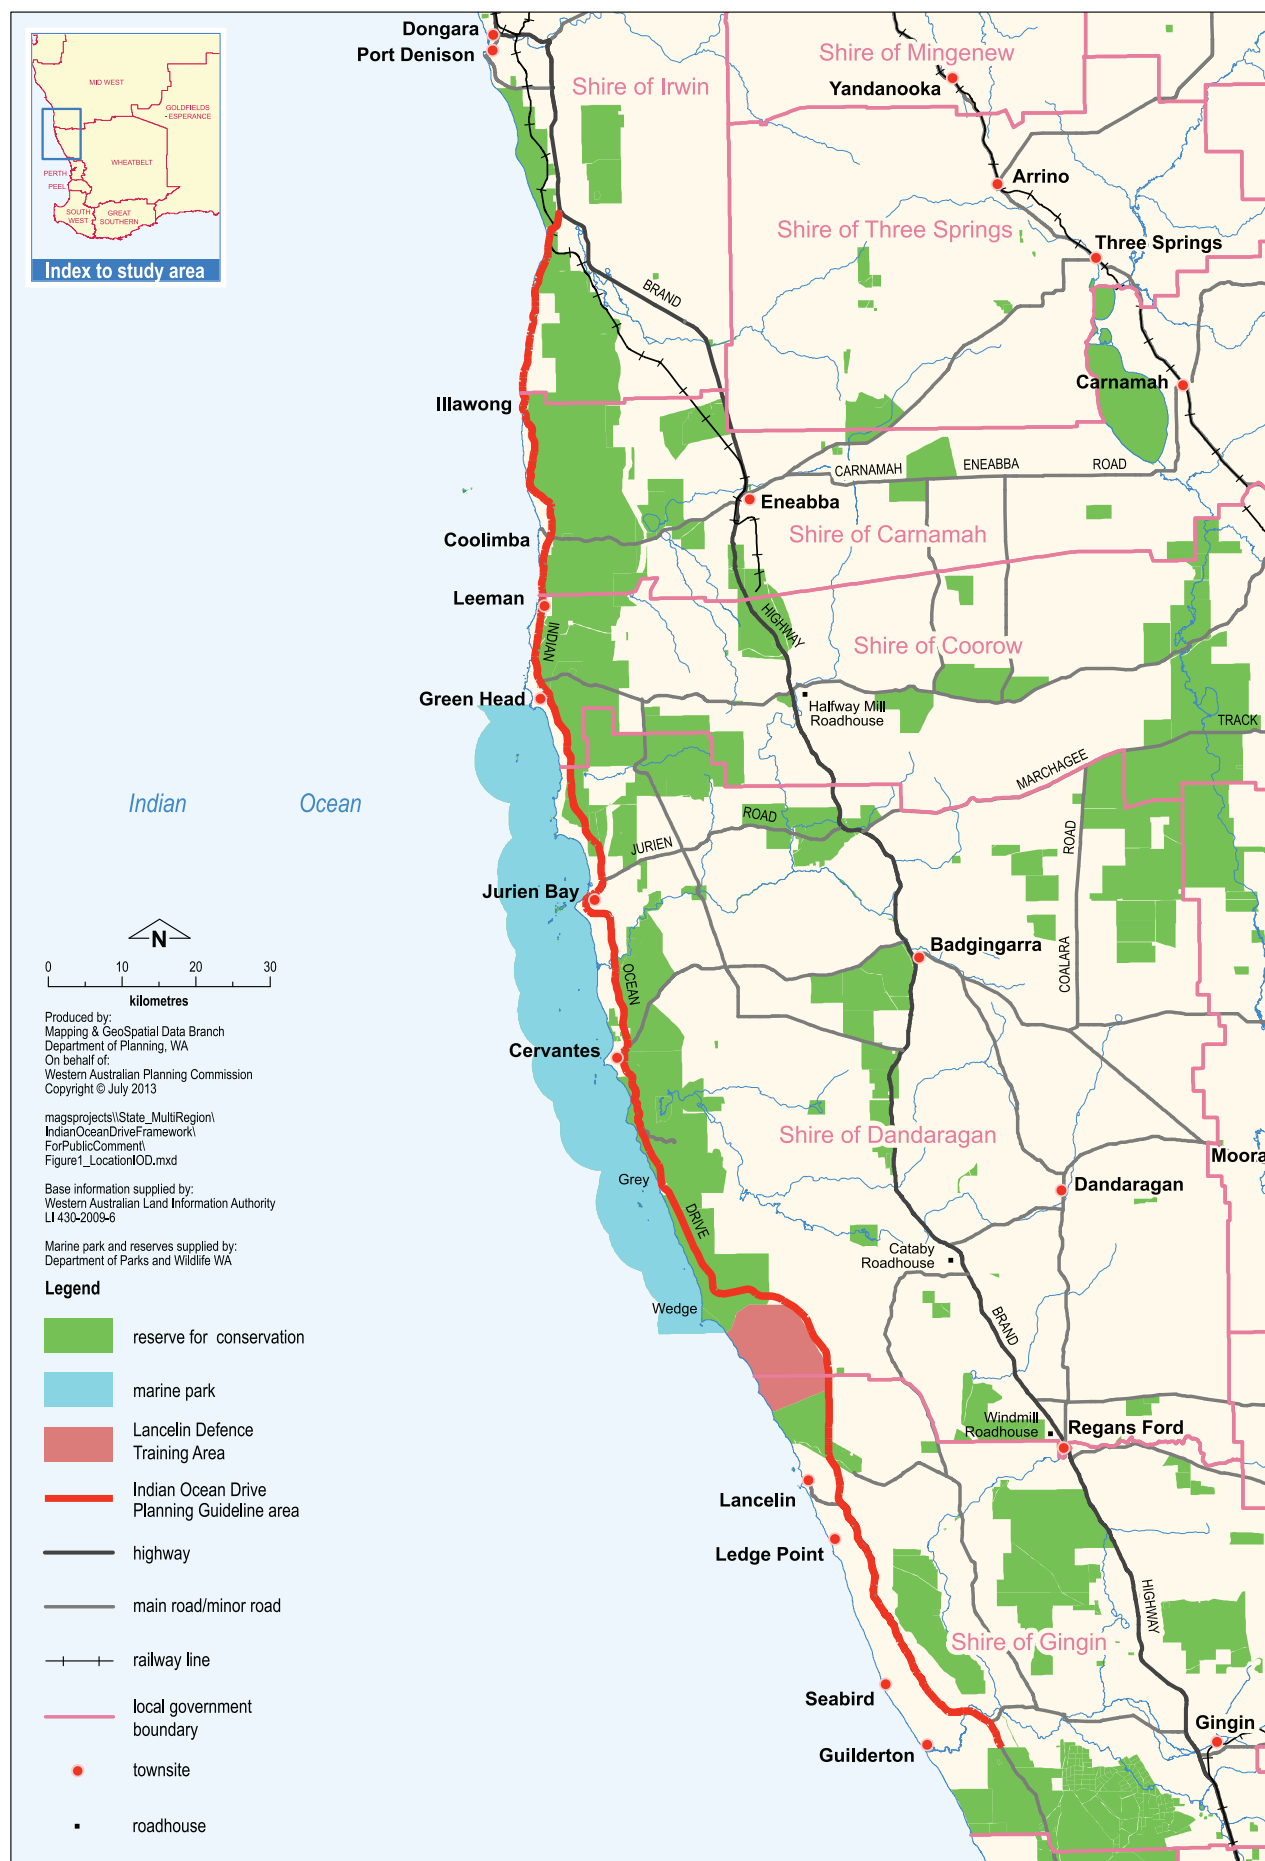 Dongara
Port Denison
Shire of Mingenew
Yandanooka
Shire of Irwin
MID WEST
GOLDFIELDS
- ESPERANCE
WHEATBELT
PERTH
PEEL
SOUTH
WEST
GREAT
SOUTHERN
Index to study area
Arrino
Shire of Three Springs
Three Springs
BRAND
Carnamah
Illawong
CARNAMAH ENEABBA ROAD
Eneabba
Shire of Carnamah
Coolimba
Leeman
HIGHWAY
INDIAN
Shire of Coorow
Green Head
Halfway Mill
Roadhouse
TRACK
MARCHAGEE
Indian Ocean
ROAD
JURIEN
ROAD
Jurien Bay
N
Badgingarra
COALARA
OCEAN
0 10 20 30
kilometres
Produced by:
Mapping & GeoSpatial Data Branch
Department of Planning, WA
On behalf of:
Western Australian Planning Commission
Copyright © July 2013
magsprojects\\State_MultiRegion\
IndianOceanDriveFramework\
ForPublicComment\
Figure1_LocationIOD.mxd
Base information supplied by:
Western Australian Land Information Authority
LI 430-2009-6
Marine park and reserves supplied by:
Department of Parks and Wildlife WA
Cervantes
Shire of Dandaragan
Moora
Grey
Dandaragan
DRIVE
Cataby
Roadhouse
Wedge
BRAND
Windmill
Roadhouse
Regans Ford
Lancelin
Ledge Point
HIGHWAY
Shire of Gingin
Seabird
Gingin
Guilderton
Legend
reserve for conservation
marine park
Lancelin Defence
Training Area
Indian Ocean Drive
Planning Guideline area
highway
main road/minor road
railway line
local government
boundary
townsite
roadhouse